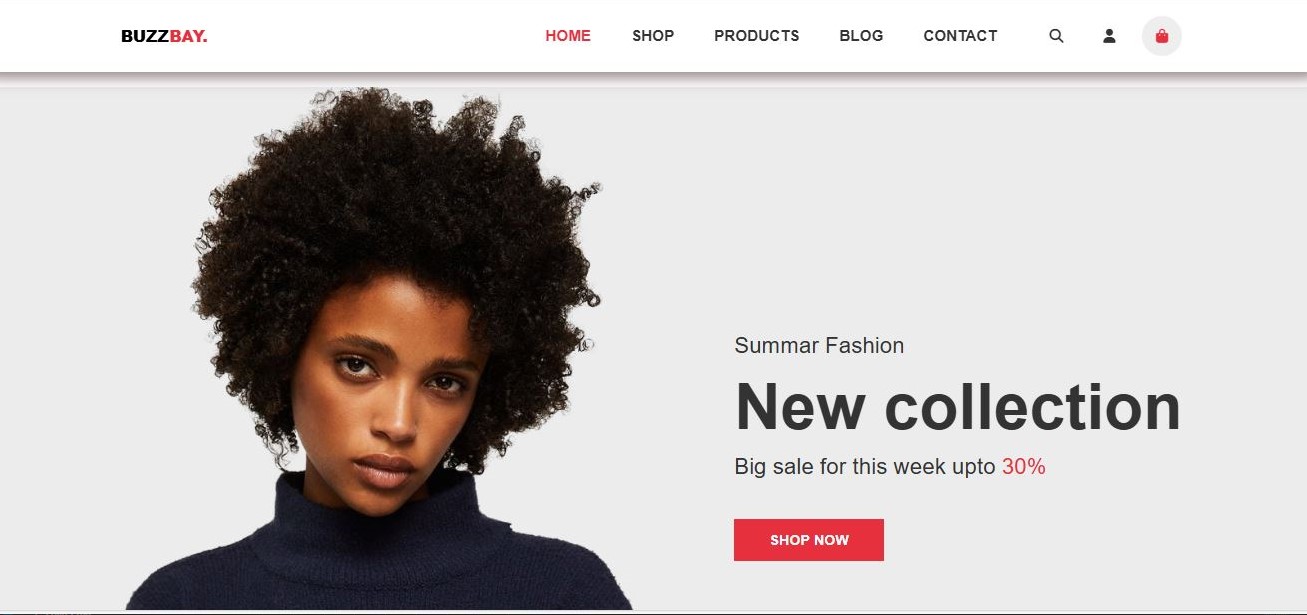 BUZZBAY.
HOME SHOP PRODUCTS BLOG CONTACT
Summar Fashion
New collection
Big sale for this week upto 30%
SHOP NOW